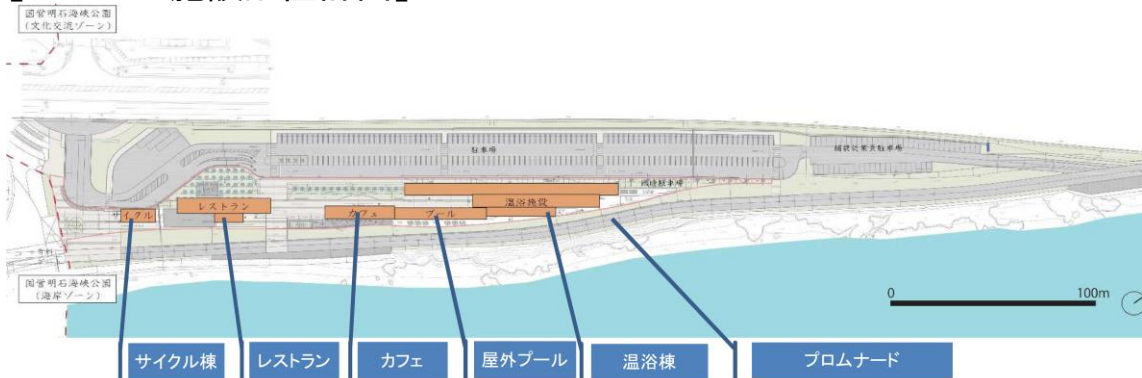 国営明石海峡公園
(文化交流ゾーン)
駐車場
臨時駐車場
サイクル
レストラン
カフェ
プール
温浴施設
国営明石海峡公園
(海岸ゾーン)
0
100m
サイクル棟
レストラン
カフェ
屋外プール
温浴棟
プロムナード